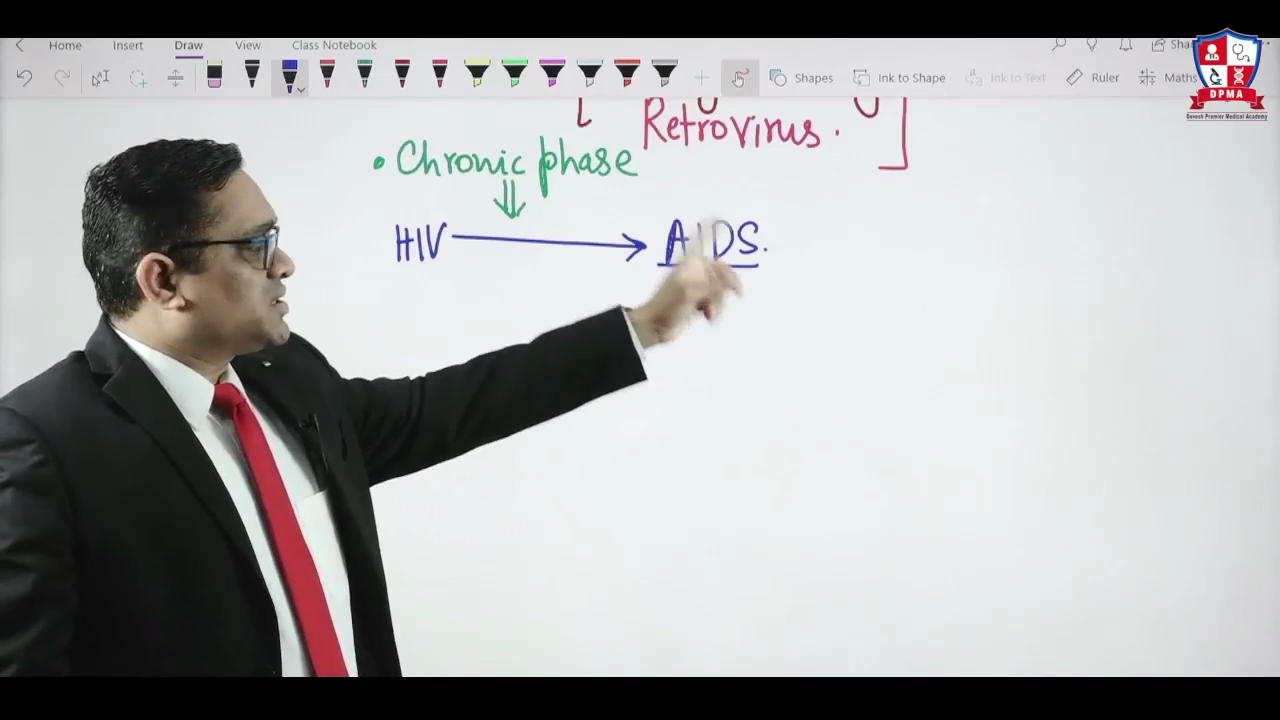 Home Insert Draw View Class Notebook
Shapes Ink to Shape Ink to Text Ruler Maths
DPMA
Retrovirus.
• Chronic phase
HIV → AIDS.